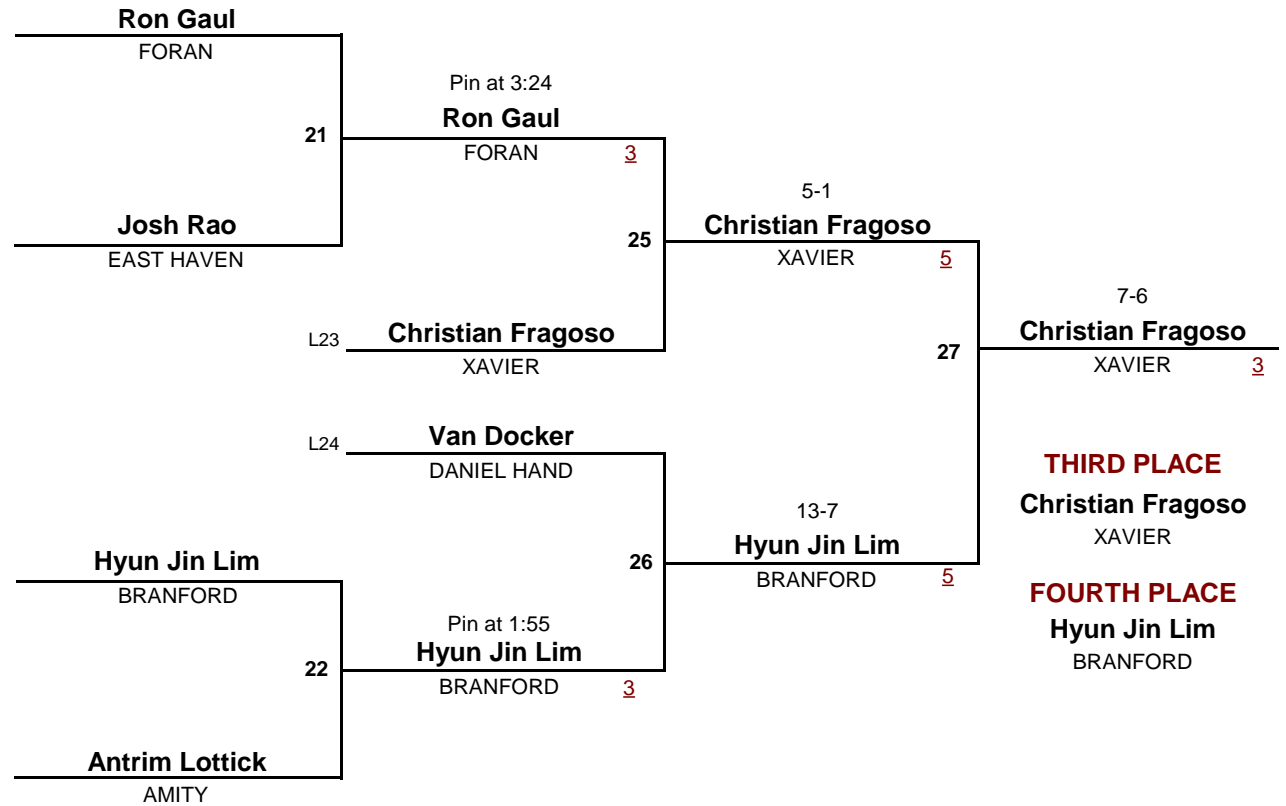 Ron Gaul
FORAN
21
Josh Rao
EAST HAVEN
Pin at 3:24
Ron Gaul
FORAN 3
25
L23 Christian Fragoso
XAVIER
5-1
Christian Fragoso
XAVIER 5
27
7-6
Christian Fragoso
XAVIER 3
L24 Van Docker
DANIEL HAND
26
Hyun Jin Lim
BRANFORD
22
Antrim Lottick
AMITY
Pin at 1:55
Hyun Jin Lim
BRANFORD 3
13-7
Hyun Jin Lim
BRANFORD 5
THIRD PLACE
Christian Fragoso
XAVIER
FOURTH PLACE
Hyun Jin Lim
BRANFORD